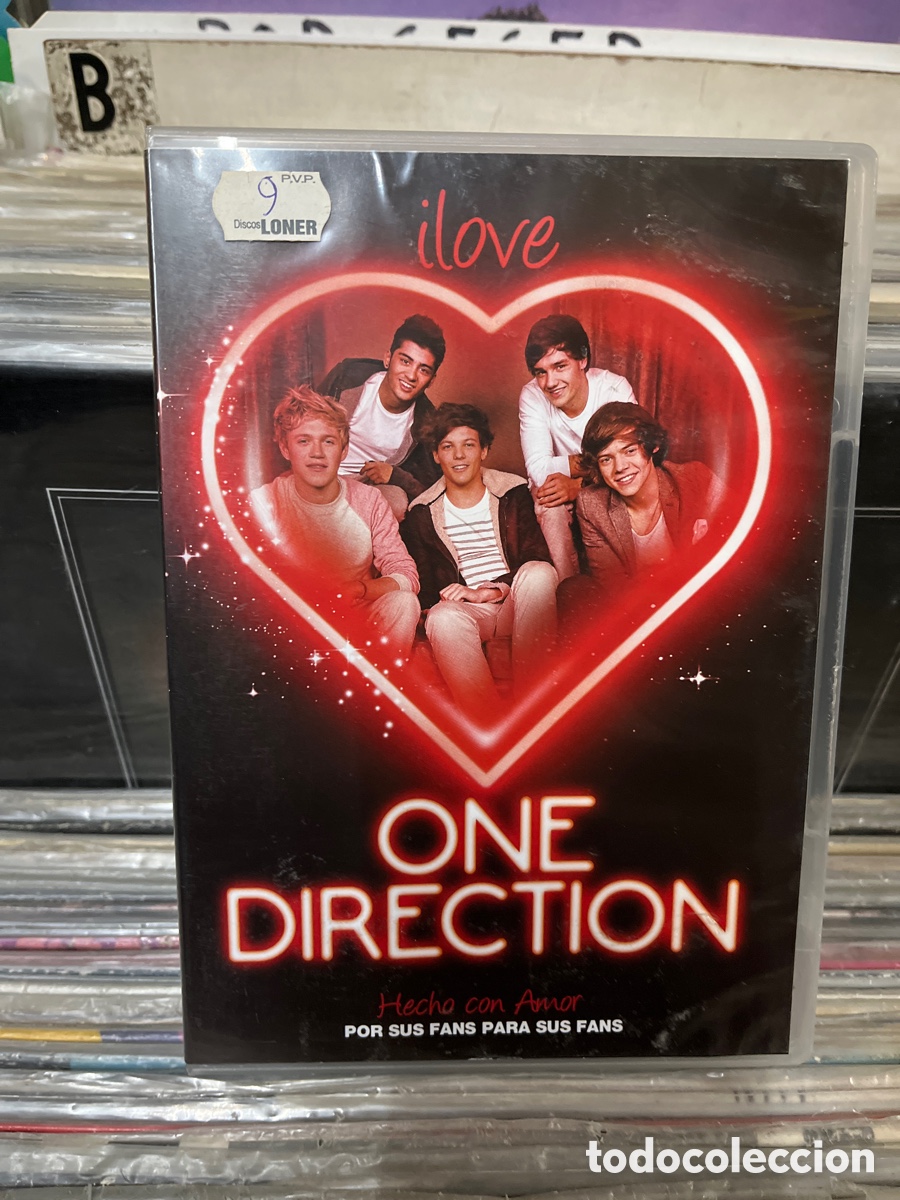 B
9 P.V.P.
Discos LONER
ilove
ONE
DIRECTION
Hecho con Amor
POR SUS FANS PARA SUS FANS
todocoleccion